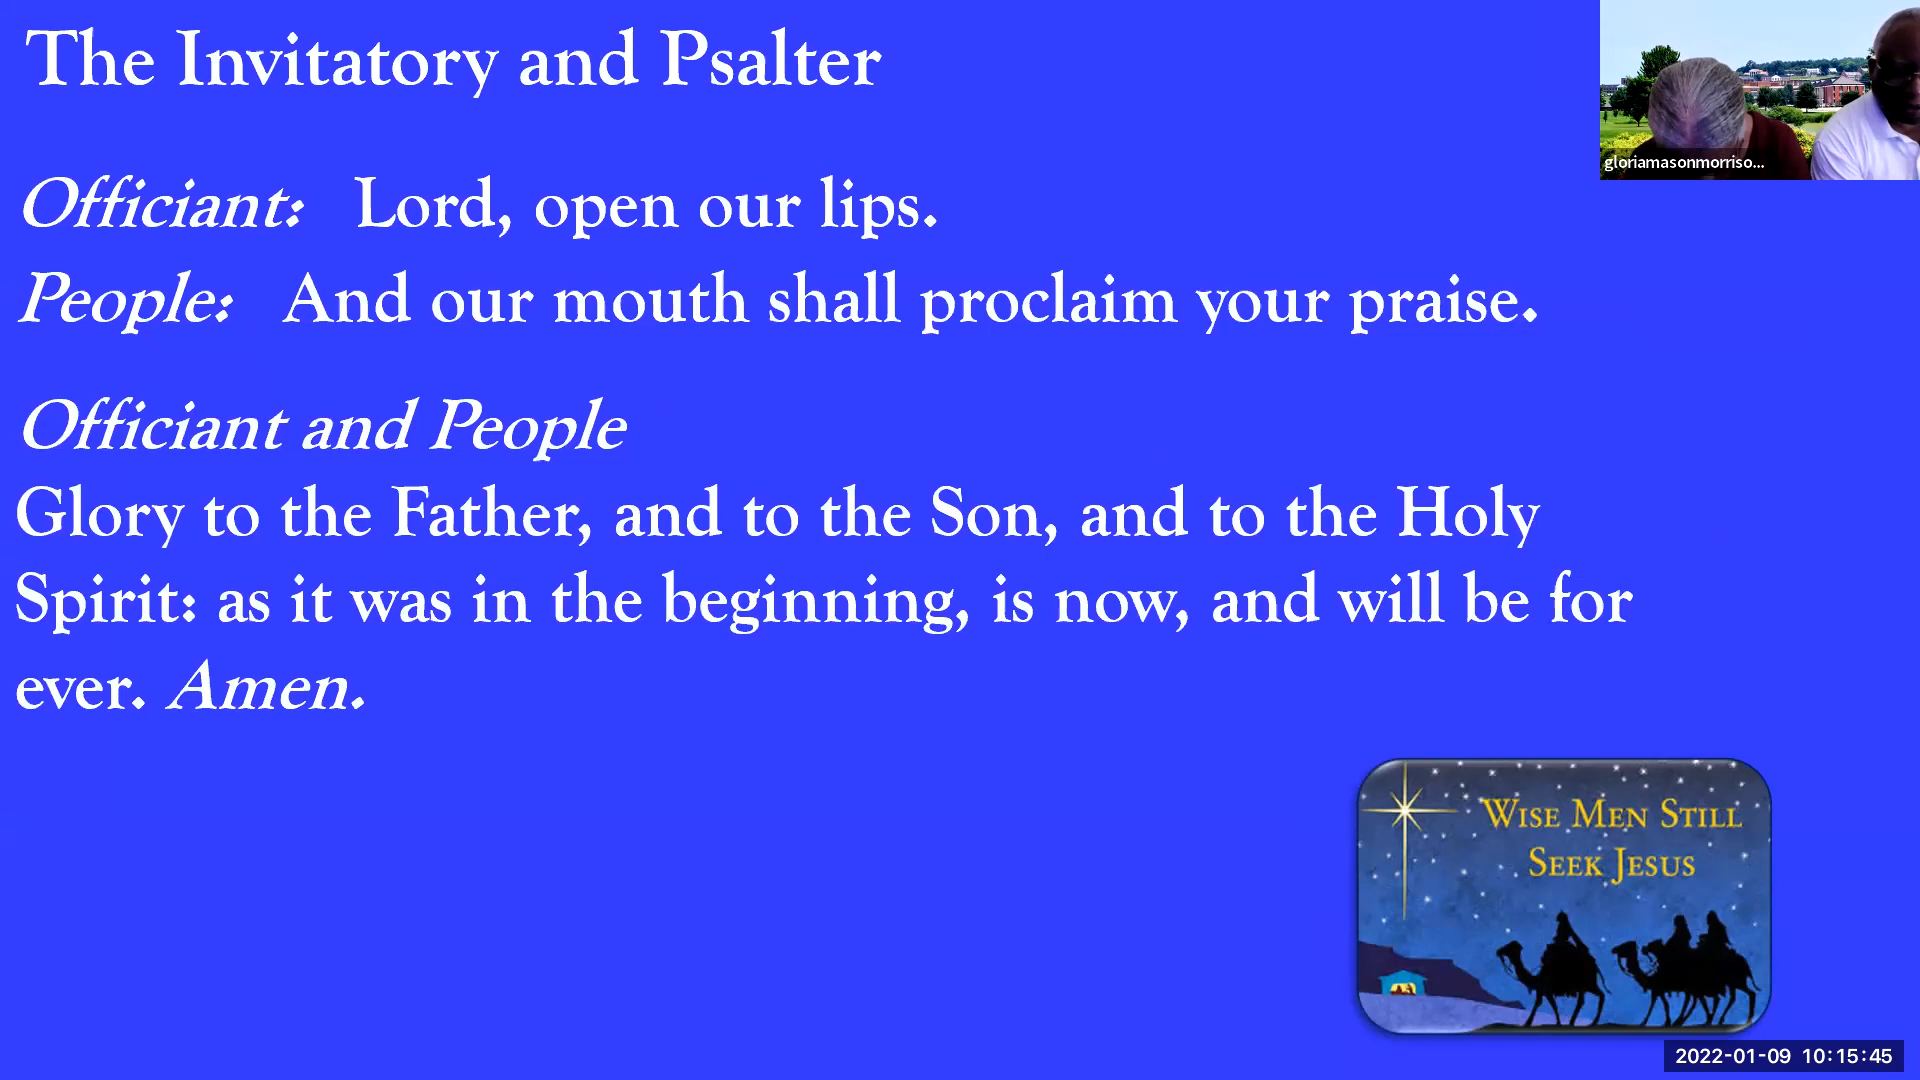 The Invitatory and Psalter
Officiant: Lord, open our lips.
People: And our mouth shall proclaim your praise.
Officiant and People
Glory to the Father, and to the Son, and to the Holy
Spirit: as it was in the beginning, is now, and will be for
ever. Amen.
gloriamasonmorriso...
WISE MEN STILL
SEEK JESUS
2022-01-09 10:15:45